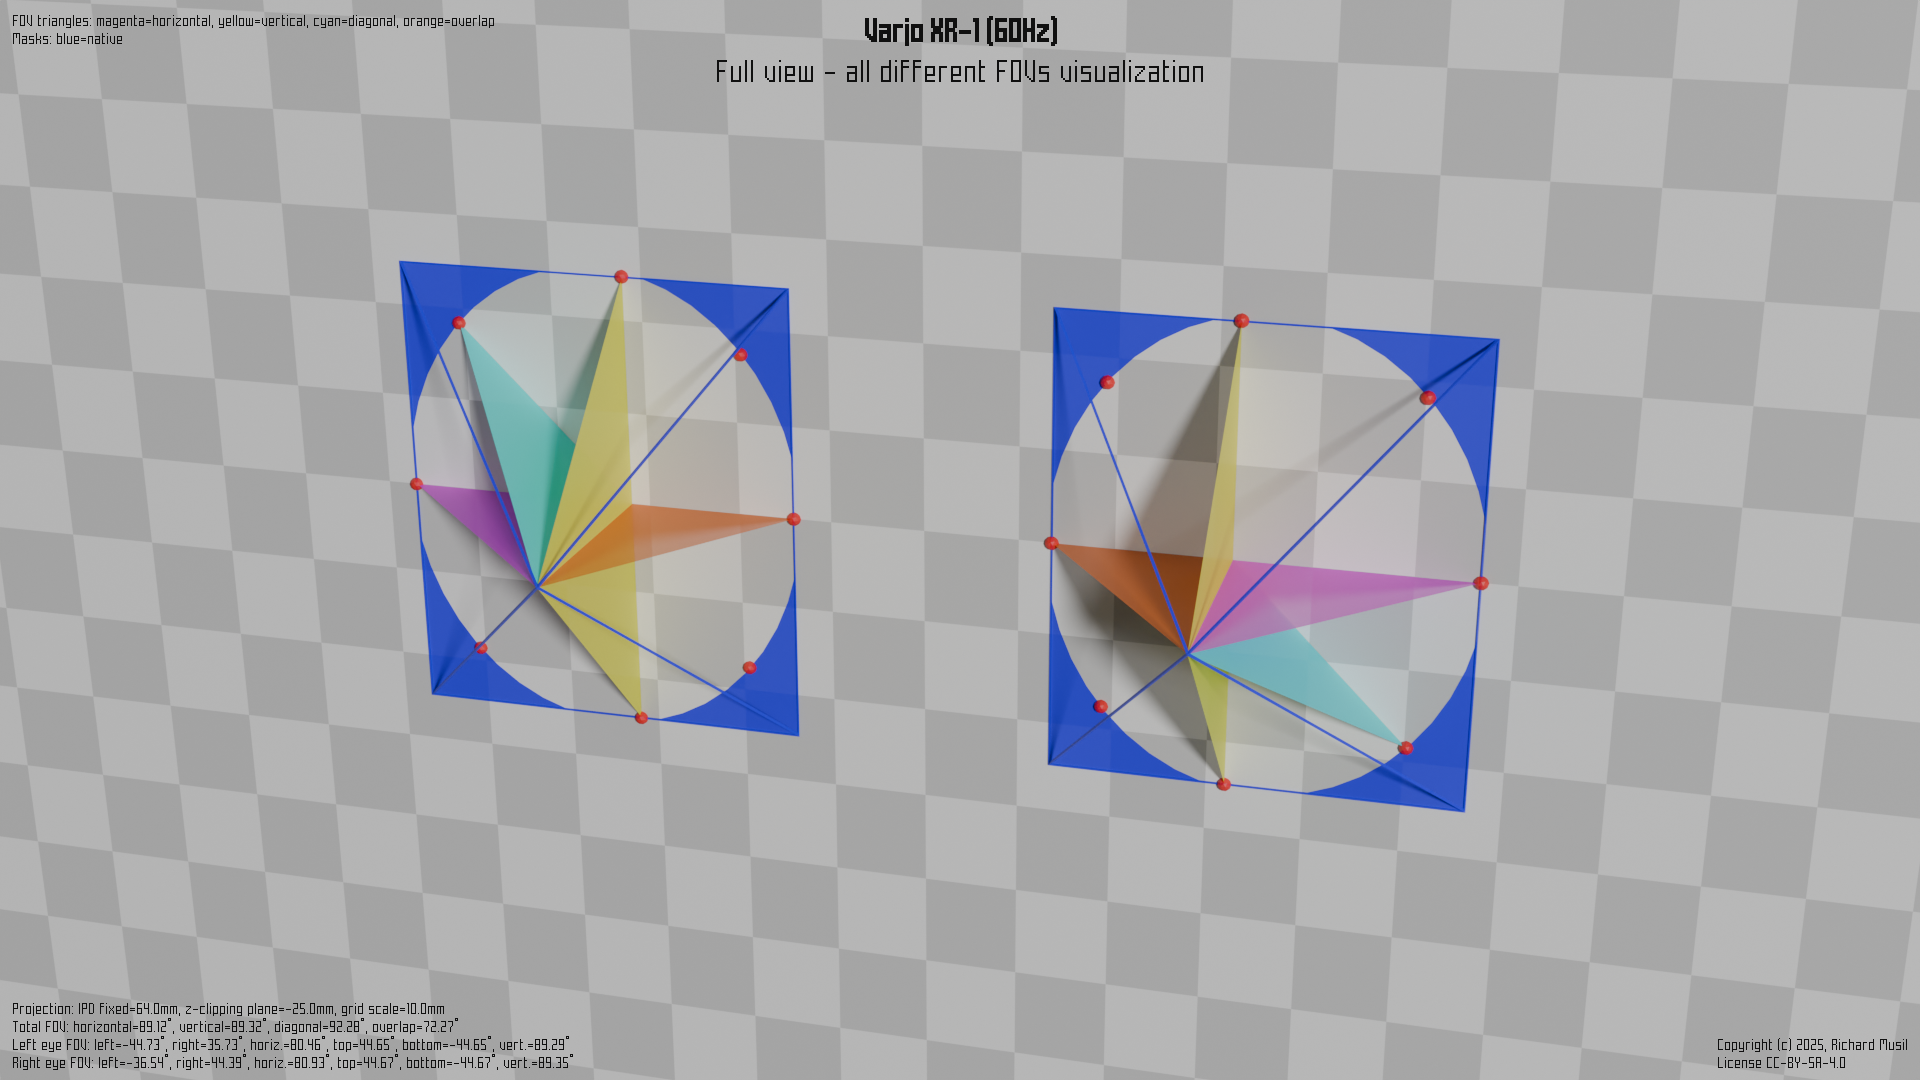 FOV triangles: magenta=horizontal, yellow=vertical, cyan=diagonal, orange=overlap
Masks: blue=native
Varjo XR-1 (60Hz)
Full view - all different FOVs visualization
Projection: IPD fixed=64.0mm, z-clipping plane=-25.0mm, grid scale=10.0mm
Total FOV: horizontal=89.12°, vertical=89.32°, diagonal=92.28°, overlap=72.27°
Left eye FOV: left=-44.73°, right=35.73°, horiz.=80.46°, top=44.65°, bottom=-44.65°, vert.=89.29°
Right eye FOV: left=-36.54°, right=44.39°, horiz.=80.93°, top=44.67°, bottom=-44.67°, vert.=89.35°
Copyright (c) 2025, Richard Musil
License CC-BY-SA-4.0